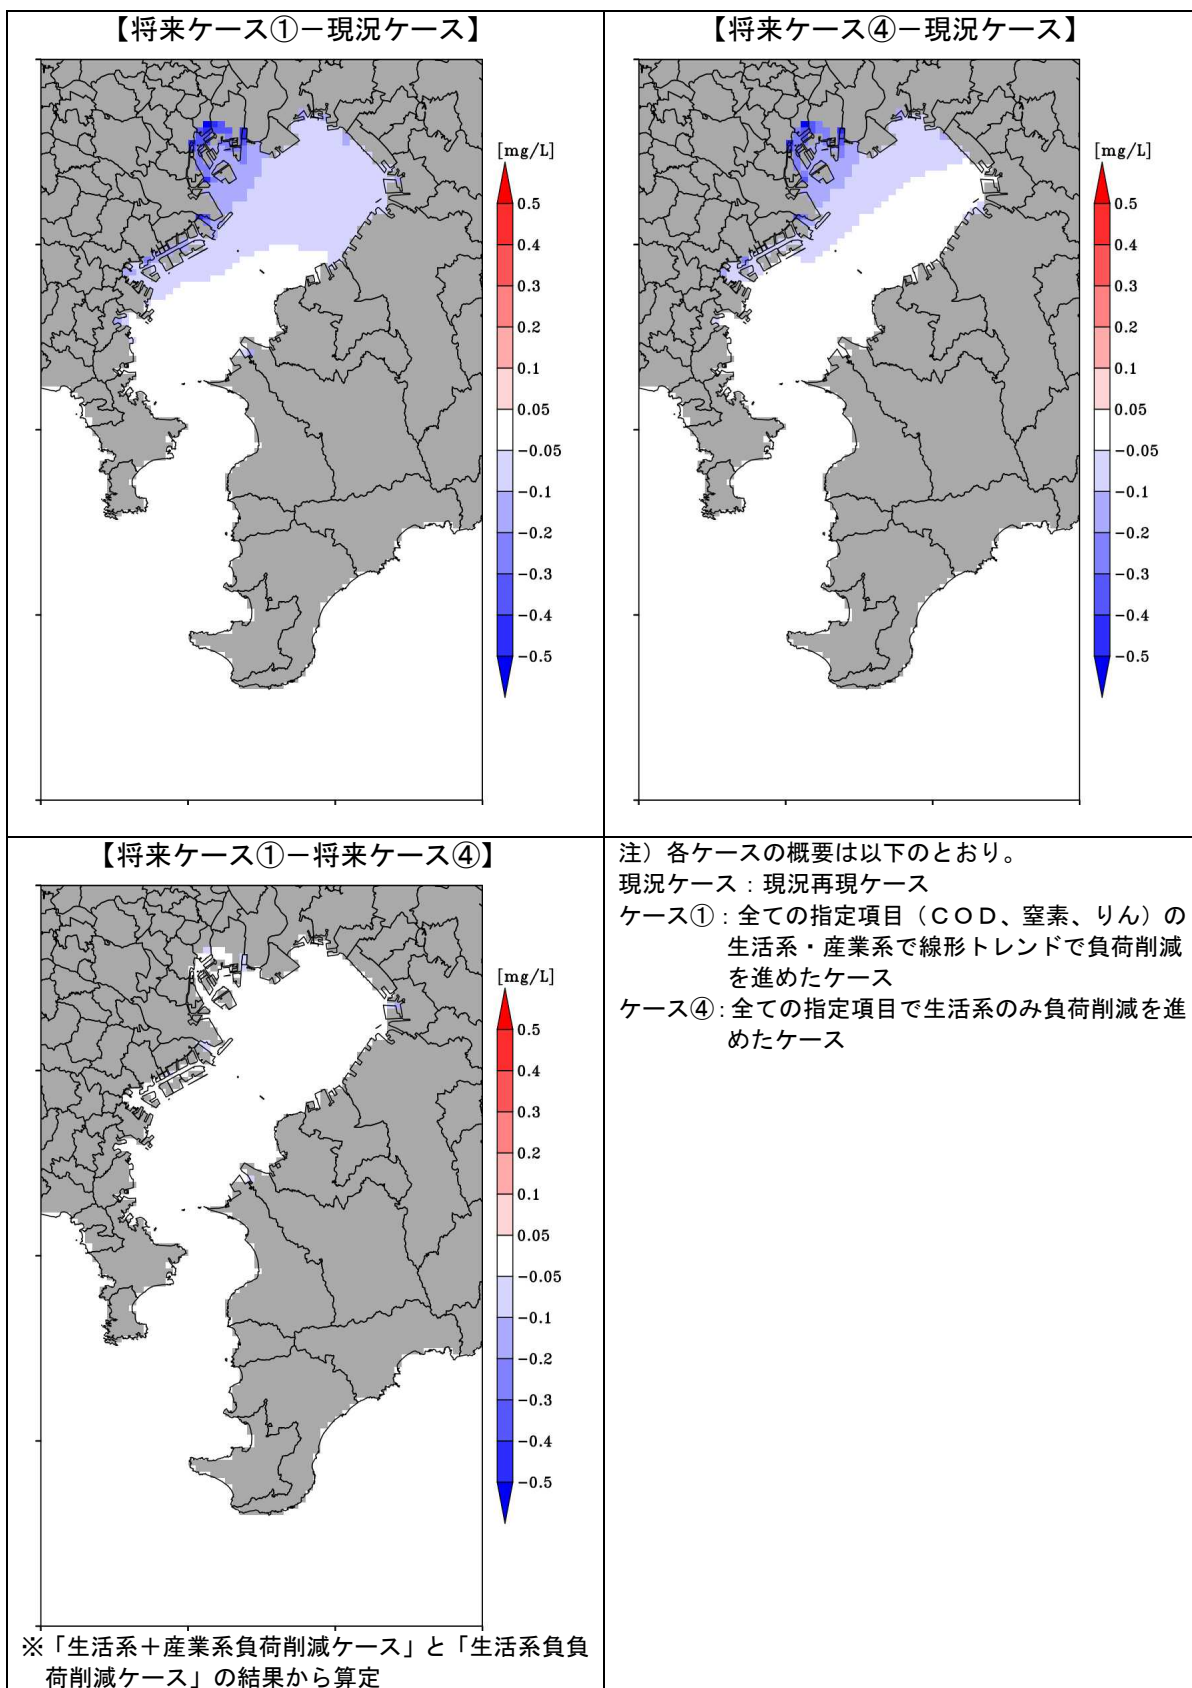 【将来ケース①－現況ケース】
[mg/L]
0.5
0.4
0.3
0.2
0.1
0.05
-0.05
-0.1
-0.2
-0.3
-0.4
-0.5
【将来ケース④－現況ケース】
[mg/L]
0.5
0.4
0.3
0.2
0.1
0.05
-0.05
-0.1
-0.2
-0.3
-0.4
-0.5
【将来ケース①－将来ケース④】
[mg/L]
0.5
0.4
0.3
0.2
0.1
0.05
-0.05
-0.1
-0.2
-0.3
-0.4
-0.5
※「生活系＋産業系負荷削減ケース」と「生活系負負
荷削減ケース」の結果から算定
注）各ケースの概要は以下のとおり。
現況ケース：現況再現ケース
ケース①：全ての指定項目（ＣＯＤ、窒素、りん）の
生活系・産業系で線形トレンドで負荷削減
を進めたケース
ケース④：全ての指定項目で生活系のみ負荷削減を進
めたケース